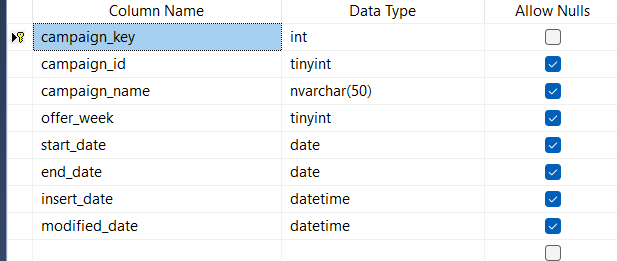 Column Name Data Type Allow Nulls
campaign_key int
campaign_id tinyint
campaign_name nvarchar(50)
offer_week tinyint
start_date date
end_date date
insert_date datetime
modified_date datetime